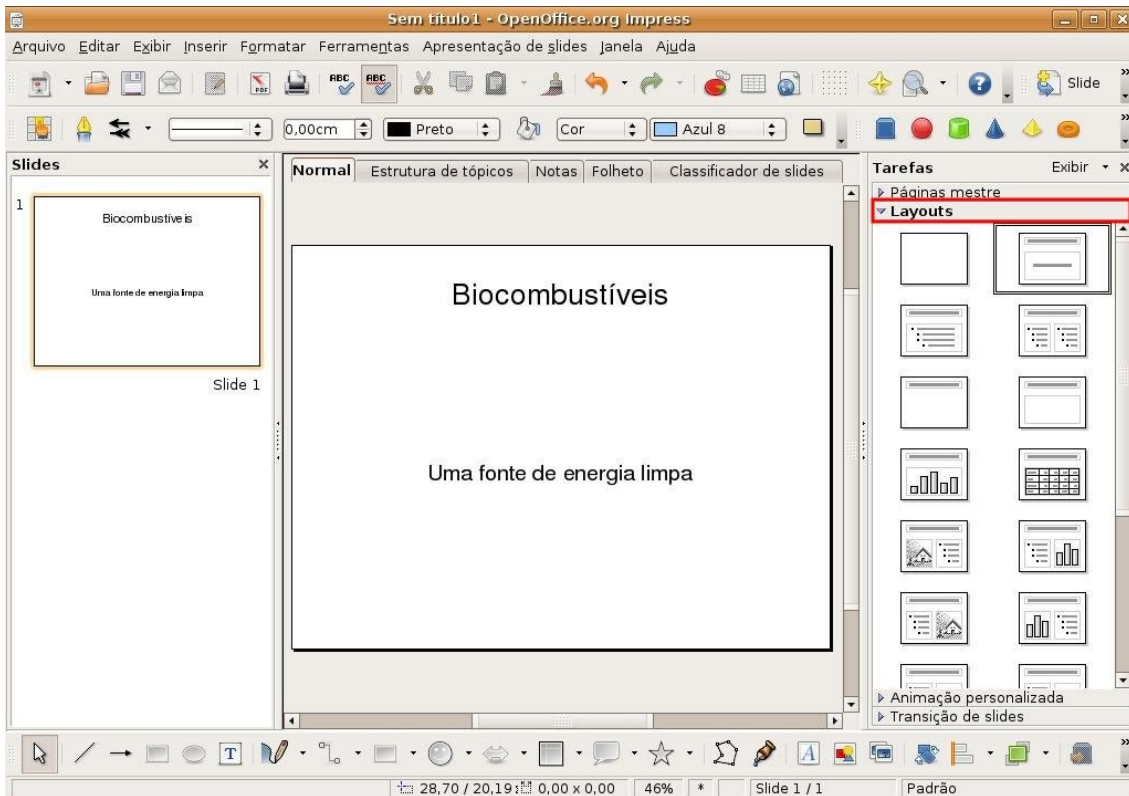 Sem título1 - OpenOffice.org Impress
Arquivo Editar Exibir Inserir Formatar Ferramentas Apresentação de slides Janela Ajuda
PDF ABC ABC Slide
0,00cm Preto Cor Azul 8
Slides
1
Biocombustíveis
Uma fonte de energia limpa
Slide 1
Normal Estrutura de tópicos Notas Folheto Classificador de slides
Biocombustíveis
Uma fonte de energia limpa
Tarefas Exibir
Páginas mestre
Layouts
Animação personalizada
Transição de slides
T A
28,70 / 20,19 0,00 x 0,00 46% * Slide 1 / 1 Padrão